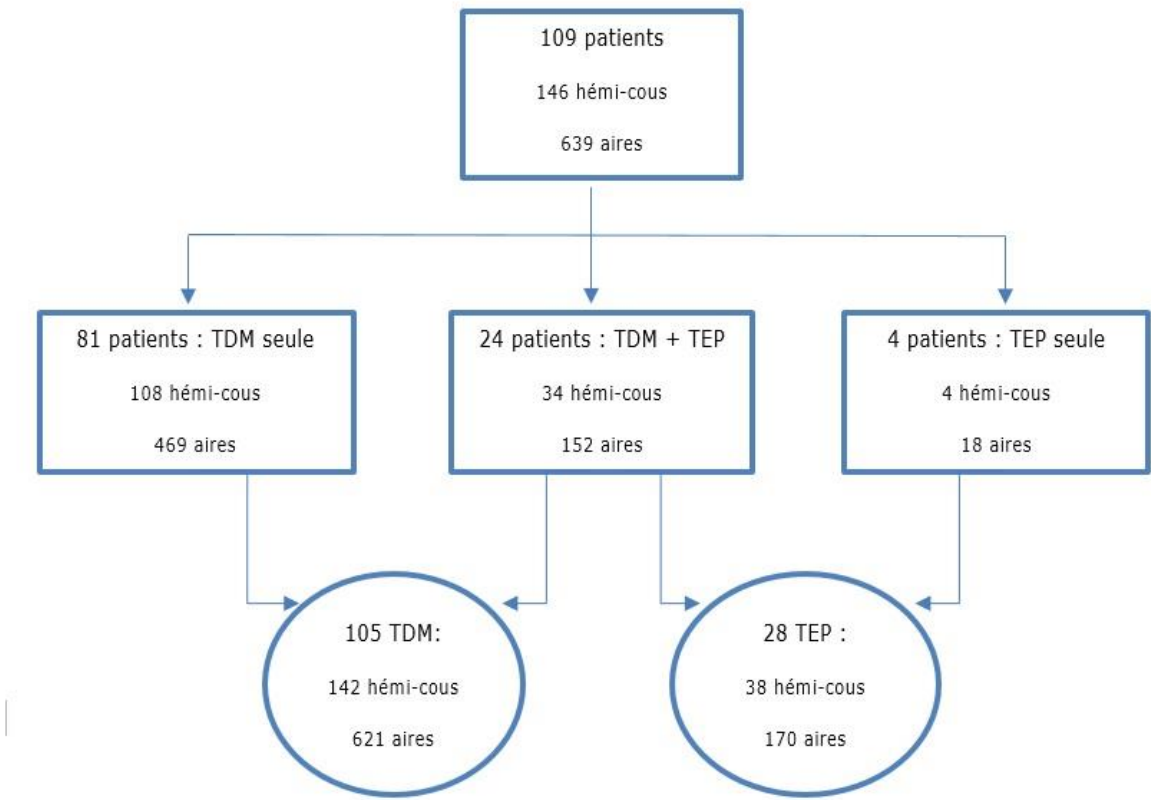 109 patients
146 hémi-cous
639 aires
81 patients : TDM seule
108 hémi-cous
469 aires
24 patients : TDM + TEP
34 hémi-cous
152 aires
4 patients : TEP seule
4 hémi-cous
18 aires
105 TDM:
142 hémi-cous
621 aires
28 TEP :
38 hémi-cous
170 aires